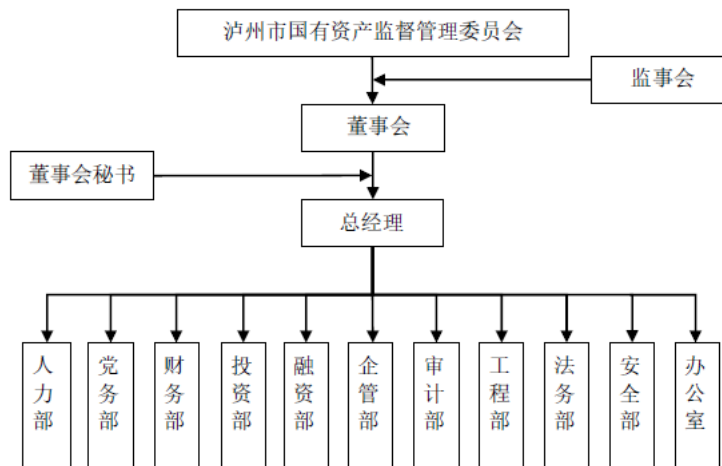 泸州市国有资产监督管理委员会
监事会
董事会
董事会秘书
总经理
人力部
党务部
财务部
投资部
融资部
企管部
审计部
工程部
法务部
安全部
办公室